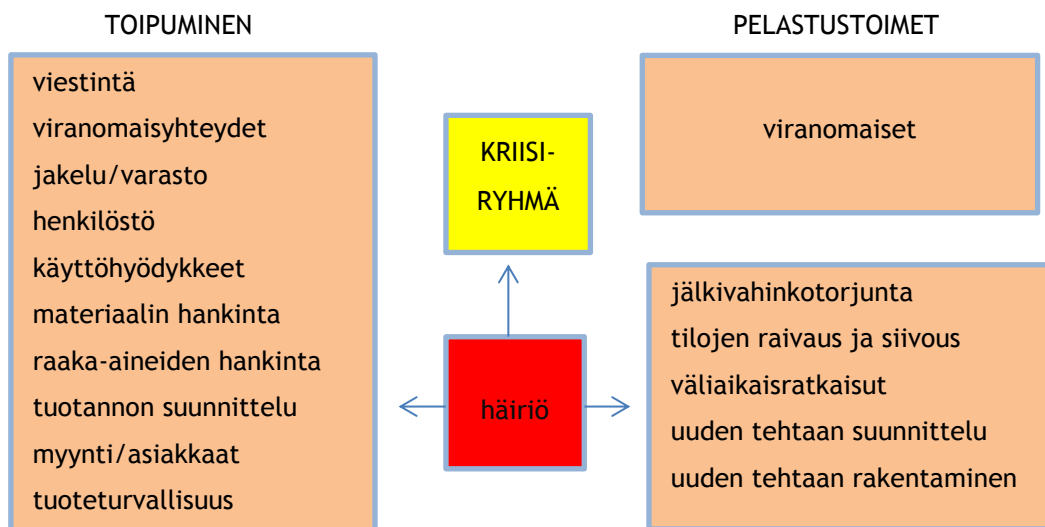 TOIPUMINEN
viestintä
viranomaisyhteydet
jakelu/varasto
henkilöstö
käyttöhyödykkeet
materiaalin hankinta
raaka-aineiden hankinta
tuotannon suunnittelu
myynti/asiakkaat
tuoteturvallisuus
KRIISI-
RYHMÄ
häiriö
PELASTUSTOIMET
viranomaiset
jälkivahinkotorjunta
tilojen raivaus ja siivous
väliaikaisratkaisut
uuden tehtaan suunnittelu
uuden tehtaan rakentaminen